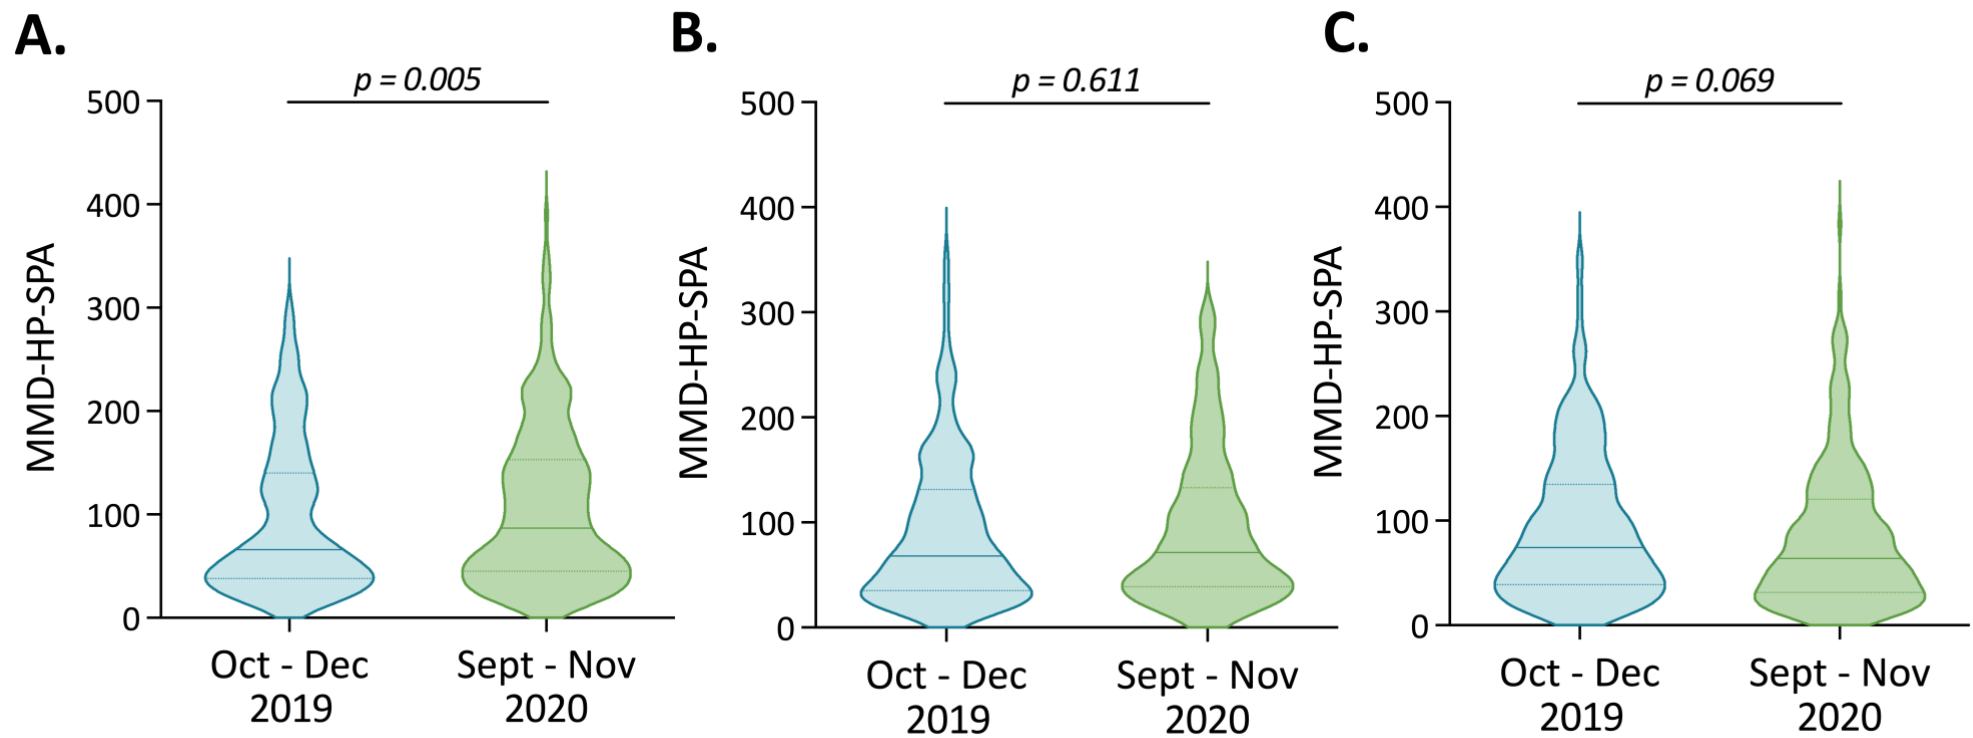 A.
p = 0.005
500
400
300
200
100
0
MMD-HP-SPA
Oct - Dec
2019
Sept - Nov
2020
B.
p = 0.611
500
400
300
200
100
0
MMD-HP-SPA
Oct - Dec
2019
Sept - Nov
2020
C.
p = 0.069
500
400
300
200
100
0
MMD-HP-SPA
Oct - Dec
2019
Sept - Nov
2020